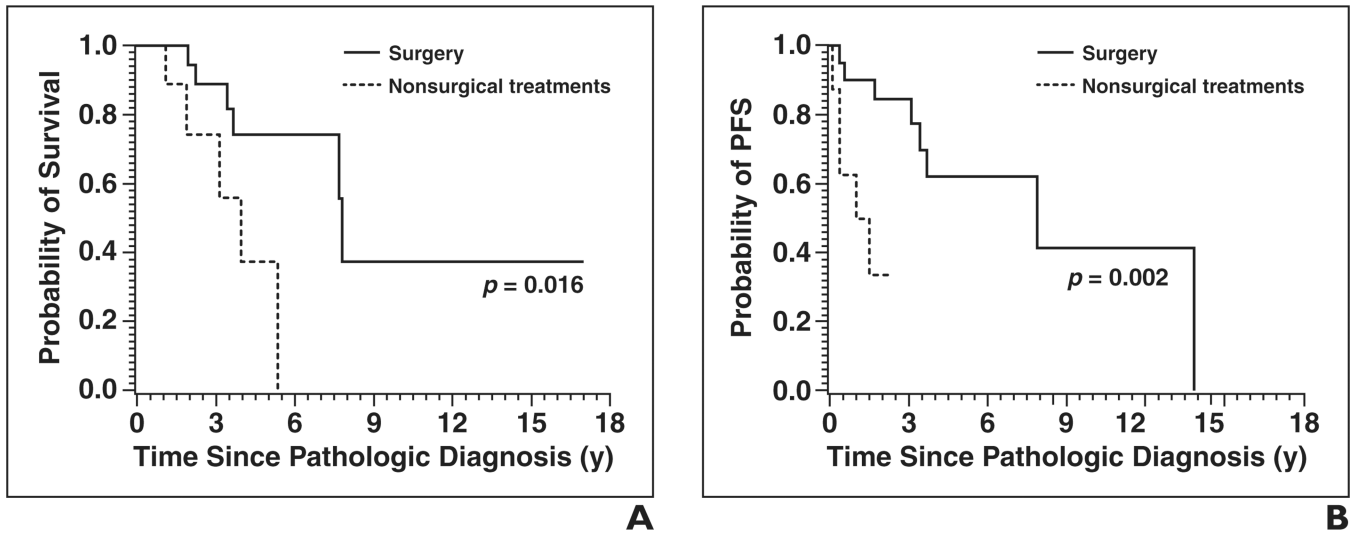 Probability of Survival
1.0
0.8
0.6
0.4
0.2
0.0
Surgery
Nonsurgical treatments
p = 0.016
0 3 6 9 12 15 18
Time Since Pathologic Diagnosis (y)
A
Probability of PFS
1.0
0.8
0.6
0.4
0.2
0.0
Surgery
Nonsurgical treatments
p = 0.002
0 3 6 9 12 15 18
Time Since Pathologic Diagnosis (y)
B